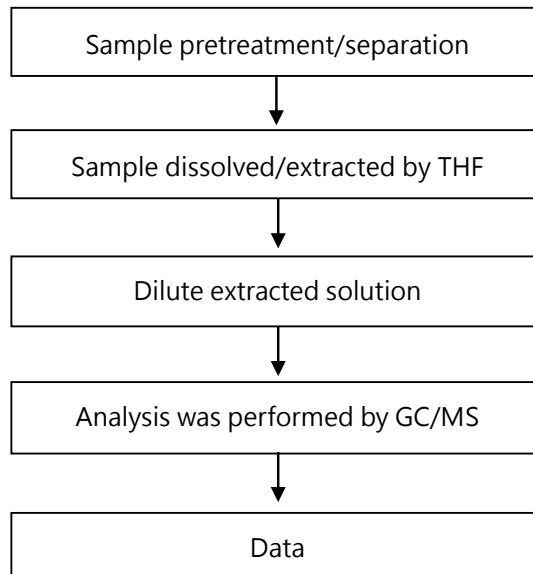 Sample pretreatment/separation
Sample dissolved/extracted by THF
Dilute extracted solution
Analysis was performed by GC/MS
Data